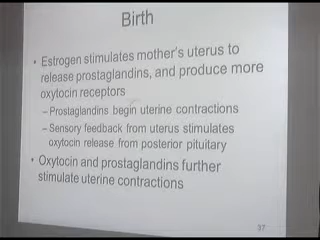 Birth
• Estrogen stimulates mother's uterus to
release prostaglandins, and produce more
oxytocin receptors
– Prostaglandins begin uterine contractions
– Sensory feedback from uterus stimulates
oxytocin release from posterior pituitary
• Oxytocin and prostaglandins further
stimulate uterine contractions
37